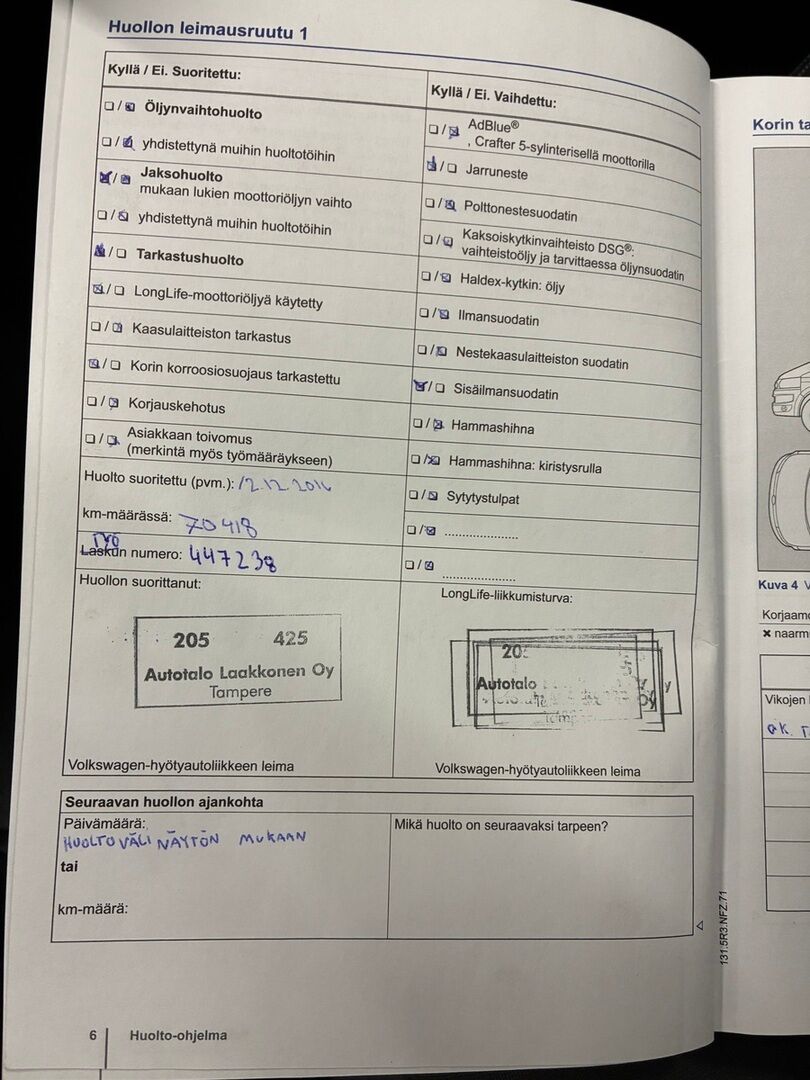 Huollon leimausruutu 1
Kyllä / Ei. Suoritettu:
☐ / ☒ Öljynvaihtohuolto
☐ / ☒ yhdistettynä muihin huoltotöihin
☒ / ☒ Jaksohuolto
mukaan lukien moottoriöljyn vaihto
☐ / ☒ yhdistettynä muihin huoltotöihin
☒ / ☐ Tarkastushuolto
☒ / ☐ LongLife-moottoriöljyä käytetty
☐ / ☒ Kaasulaitteiston tarkastus
☒ / ☐ Korin korroosiosuojaus tarkastettu
☐ / ☒ Korjauskehotus
☐ / ☒ Asiakkaan toivomus
(merkintä myös työmääräykseen)
Huolto suoritettu (pvm.): 12.12.2016
km-määrässä: 70418
TYÖ
Laskun numero: 447238
Huollon suorittanut:
205 425
Autotalo Laakkonen Oy
Tampere
Volkswagen-hyötyautoliikkeen leima
Kyllä / Ei. Vaihdettu:
☐ / ☒ AdBlue®
, Crafter 5-sylinterisellä moottorilla
☒ / ☐ Jarruneste
☐ / ☒ Polttonestesuodatin
☐ / ☒ Kaksoiskytkinvaihteisto DSG®:
vaihteistoöljy ja tarvittaessa öljynsuodatin
☐ / ☒ Haldex-kytkin: öljy
☐ / ☒ Ilmansuodatin
☐ / ☒ Nestekaasulaitteiston suodatin
☒ / ☐ Sisäilmansuodatin
☐ / ☒ Hammashihna
☐ / ☒ Hammashihna: kiristysrulla
☐ / ☒ Sytytystulpat
☐ / ☒ ....................
☐ / ☒ ....................
LongLife-liikkumisturva:
205
Autotalo
Oy
Volkswagen-hyötyautoliikkeen leima
Seuraavan huollon ajankohta
Päivämäärä:
HUOLTOVÄLI NÄYTÖN MUKAAN
tai
km-määrä:
Mikä huolto on seuraavaksi tarpeen?
131.5R3.NFZ.71
6 Huolto-ohjelma
Korin ta
Kuva 4 V
Korjaamo
✖ naarm
Vikojen
OK.